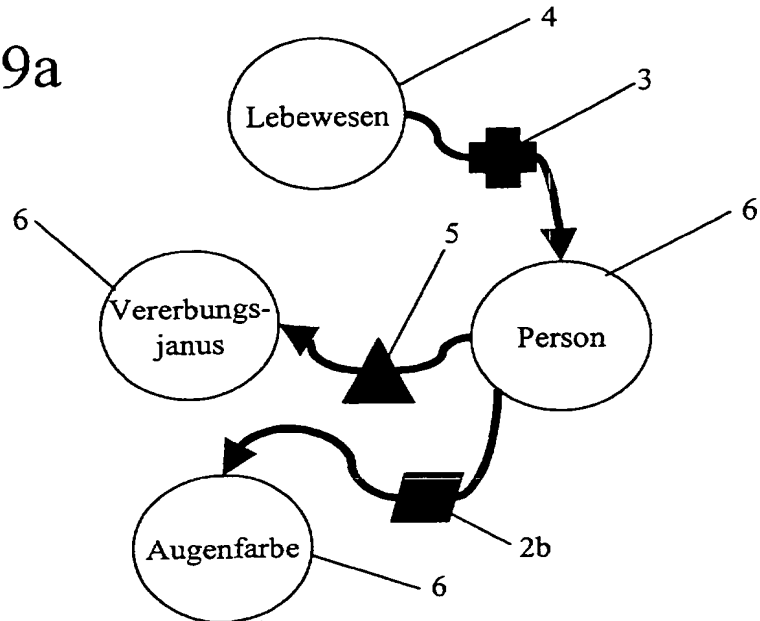 9a
4
Lebewesen
3
6
6
5
Vererbungs-
janus
Person
Augenfarbe
2b
6